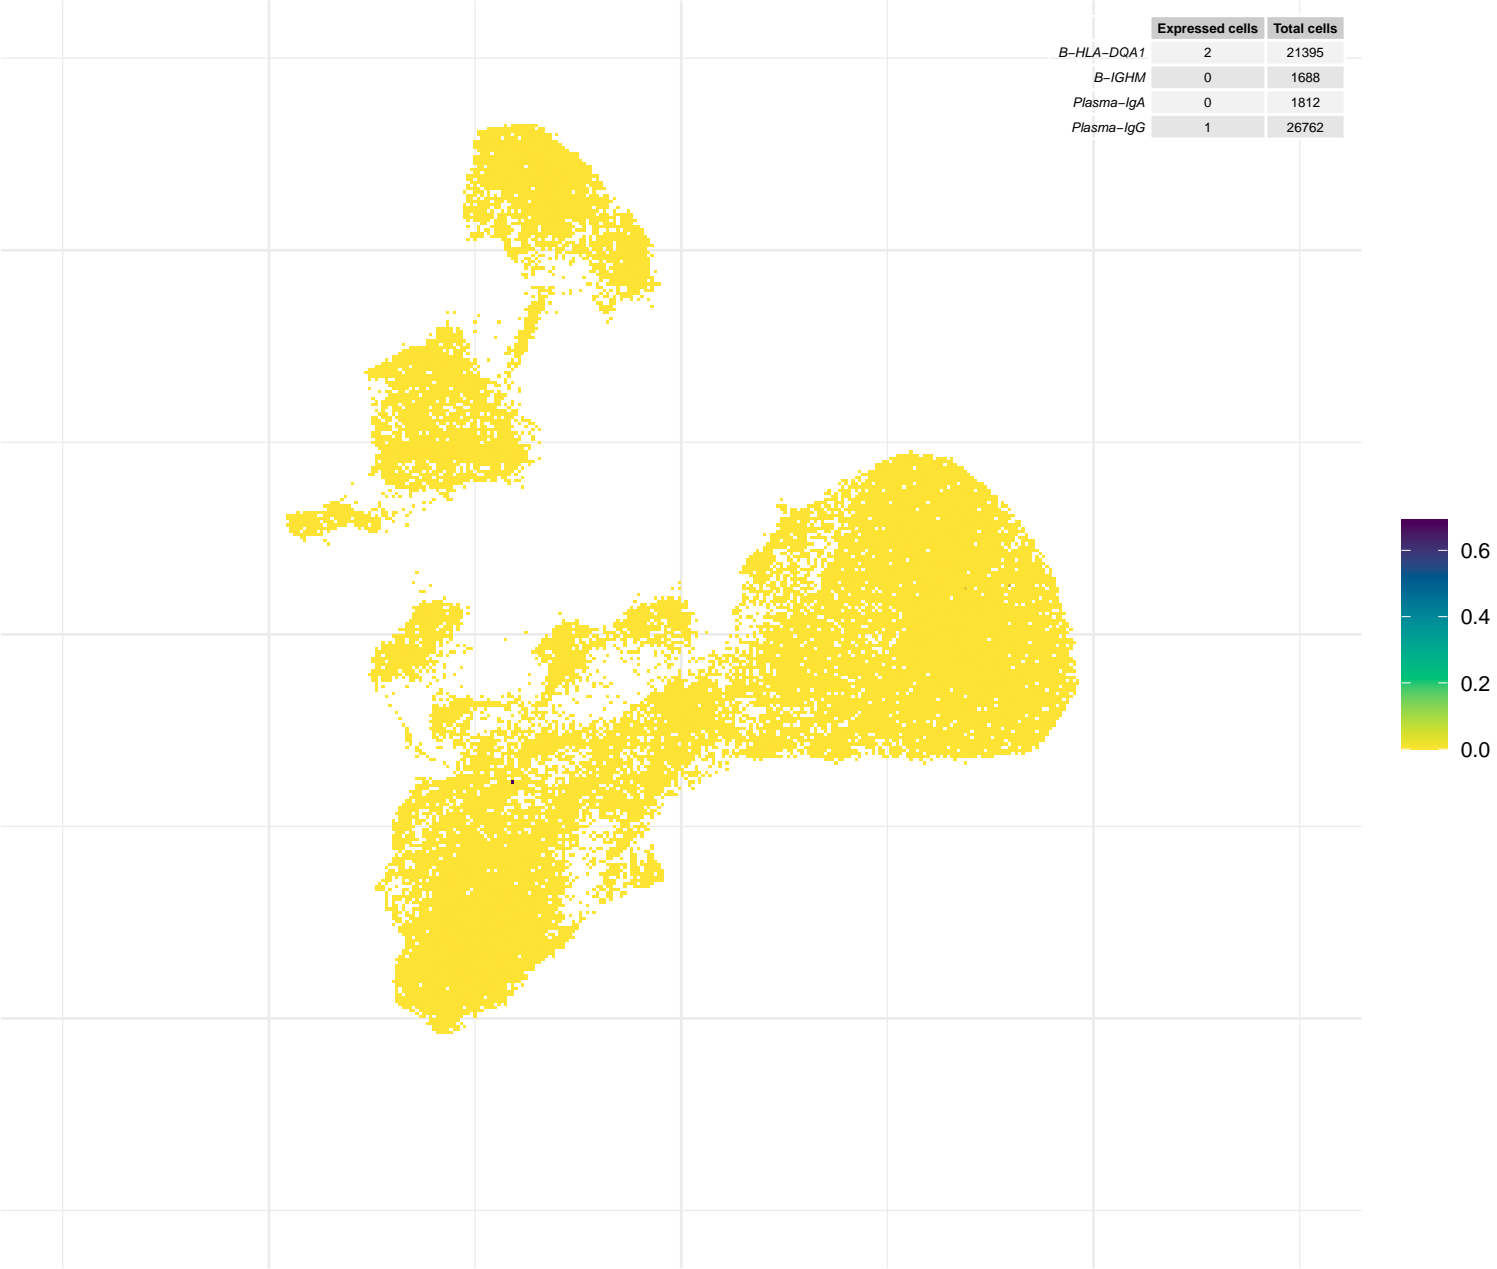 Expressed cells Total cells
B−HLA−DQA1 2 21395
B−IGHM 0 1688
Plasma−IgA 0 1812
Plasma−IgG 1 26762
0.6
0.4
0.2
0.0